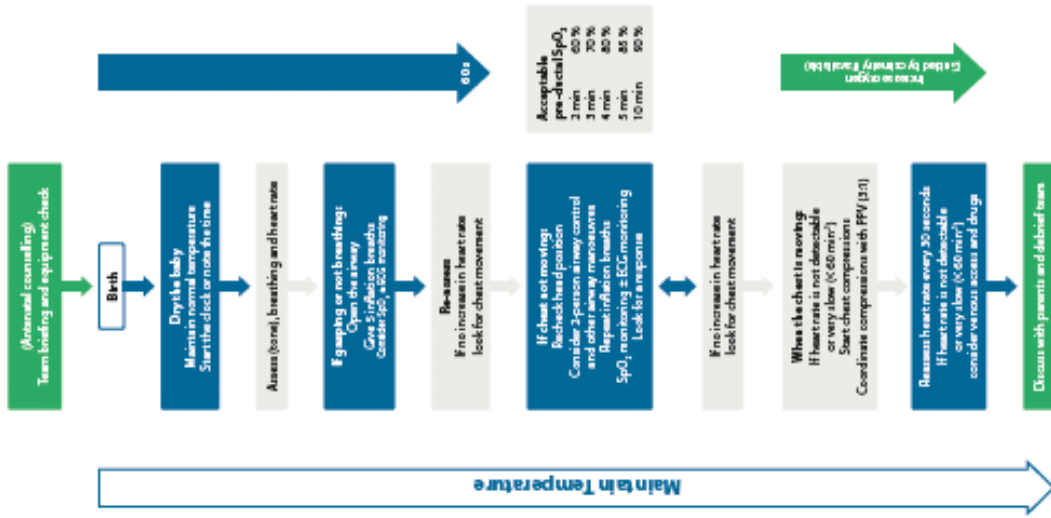 (Antenatal counselling)
Team briefing and equipment check
Birth
Dry the baby
Maintain normal temperature
Start the clock or note the time
Assess (tone), breathing and heart rate
If gasping or not breathing:
Open the airway
Give 5 inflation breaths
Consider SpO₂ ± ECG monitoring
Re-assess
If no increase in heart rate
look for chest movement
If chest not moving:
Recheck head position
Consider 2-person airway control
and other airway manoeuvres
Repeat inflation breaths
SpO₂ monitoring ± ECG monitoring
Look for a response
If no increase in heart rate
look for chest movement
When the chest is moving:
If heart rate is not detectable
or very slow (< 60 min⁻¹)
Start chest compressions
Coordinate compressions with PPV (3:1)
Reassess heart rate every 30 seconds
If heart rate is not detectable
or very slow (< 60 min⁻¹)
consider venous access and drugs
Discuss with parents and debrief team
Maintain Temperature
60 s
Acceptable
pre-ductal SpO₂
2 min 60 %
3 min 70 %
4 min 80 %
5 min 85 %
10 min 90 %
Increase oxygen
(Guided by oximetry if available)